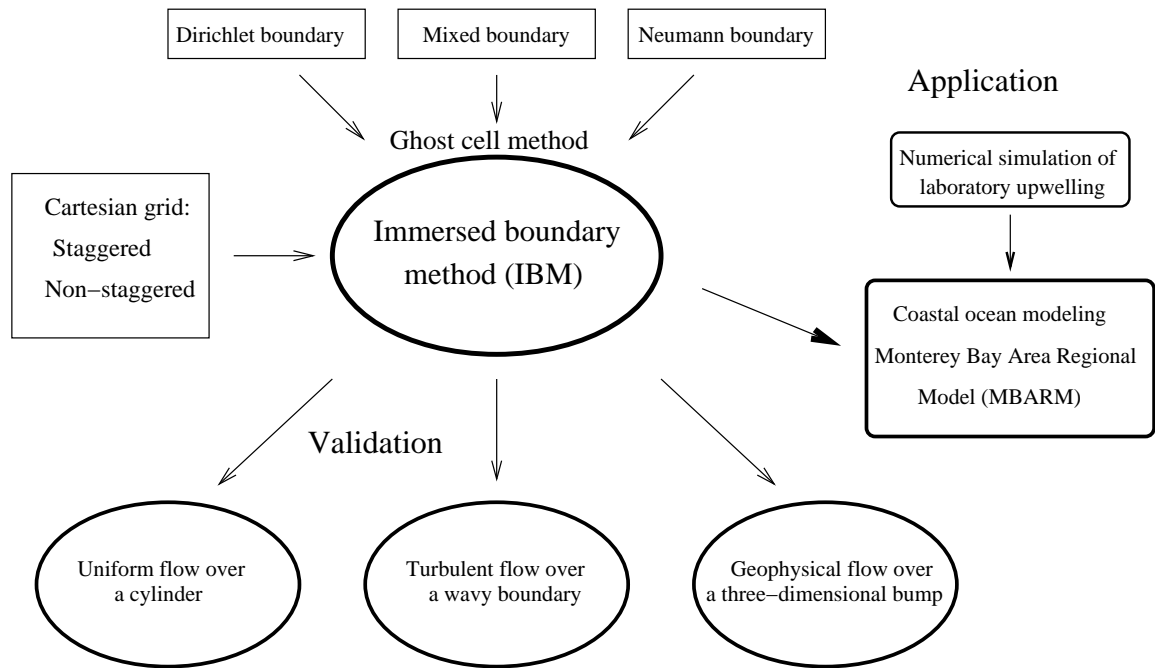 Dirichlet boundary
Mixed boundary
Neumann boundary
Application
Ghost cell method
Numerical simulation of
laboratory upwelling
Cartesian grid:
Staggered
Non−staggered
Immersed boundary
method (IBM)
Coastal ocean modeling
Monterey Bay Area Regional
Model (MBARM)
Validation
Uniform flow over
a cylinder
Turbulent flow over
a wavy boundary
Geophysical flow over
a three−dimensional bump